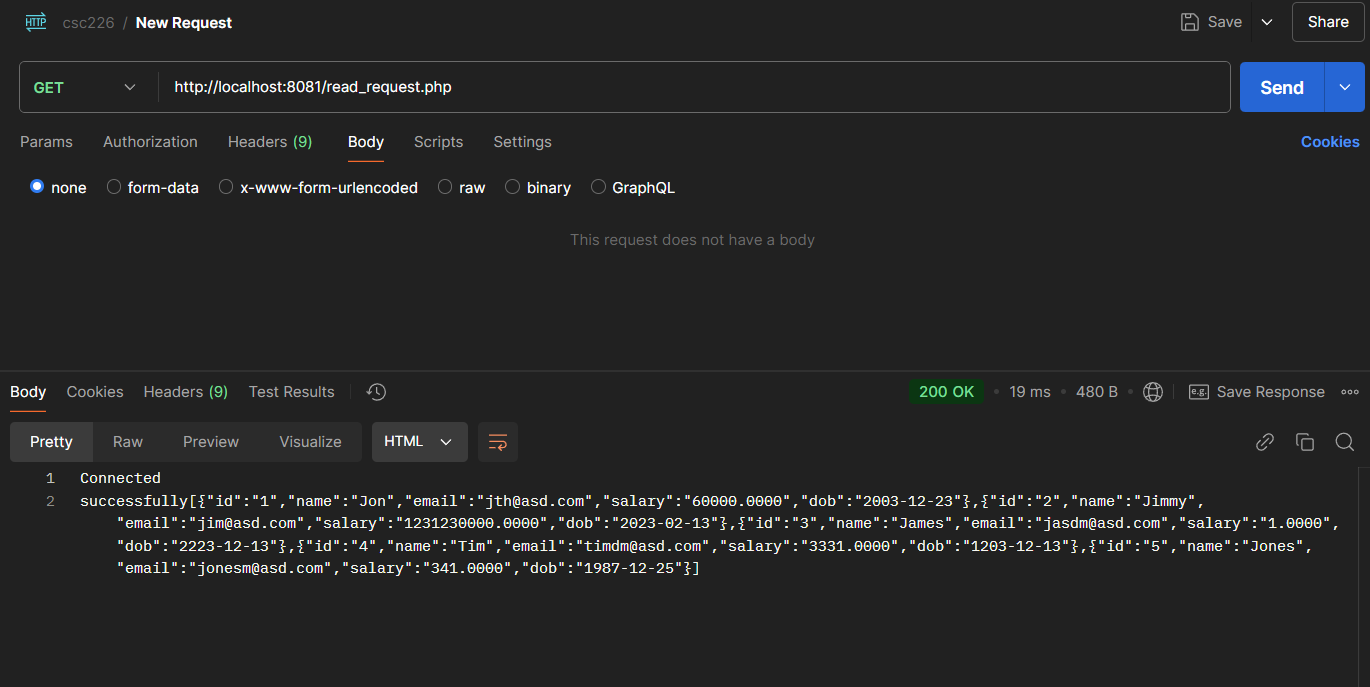 HTTP csc226 / New Request Save Share
GET http://localhost:8081/read_request.php Send
Params Authorization Headers (9) Body Scripts Settings Cookies
none form-data x-www-form-urlencoded raw binary GraphQL
This request does not have a body
Body Cookies Headers (9) Test Results 200 OK • 19 ms • 480 B • e.g. Save Response
Pretty Raw Preview Visualize HTML
1 Connected
2 successfully[{"id":"1","name":"Jon","email":"jth@asd.com","salary":"60000.0000","dob":"2003-12-23"},{"id":"2","name":"Jimmy",
"email":"jim@asd.com","salary":"1231230000.0000","dob":"2023-02-13"},{"id":"3","name":"James","email":"jasdm@asd.com","salary":"1.0000",
"dob":"2223-12-13"},{"id":"4","name":"Tim","email":"timdm@asd.com","salary":"3331.0000","dob":"1203-12-13"},{"id":"5","name":"Jones",
"email":"jonesm@asd.com","salary":"341.0000","dob":"1987-12-25"}]